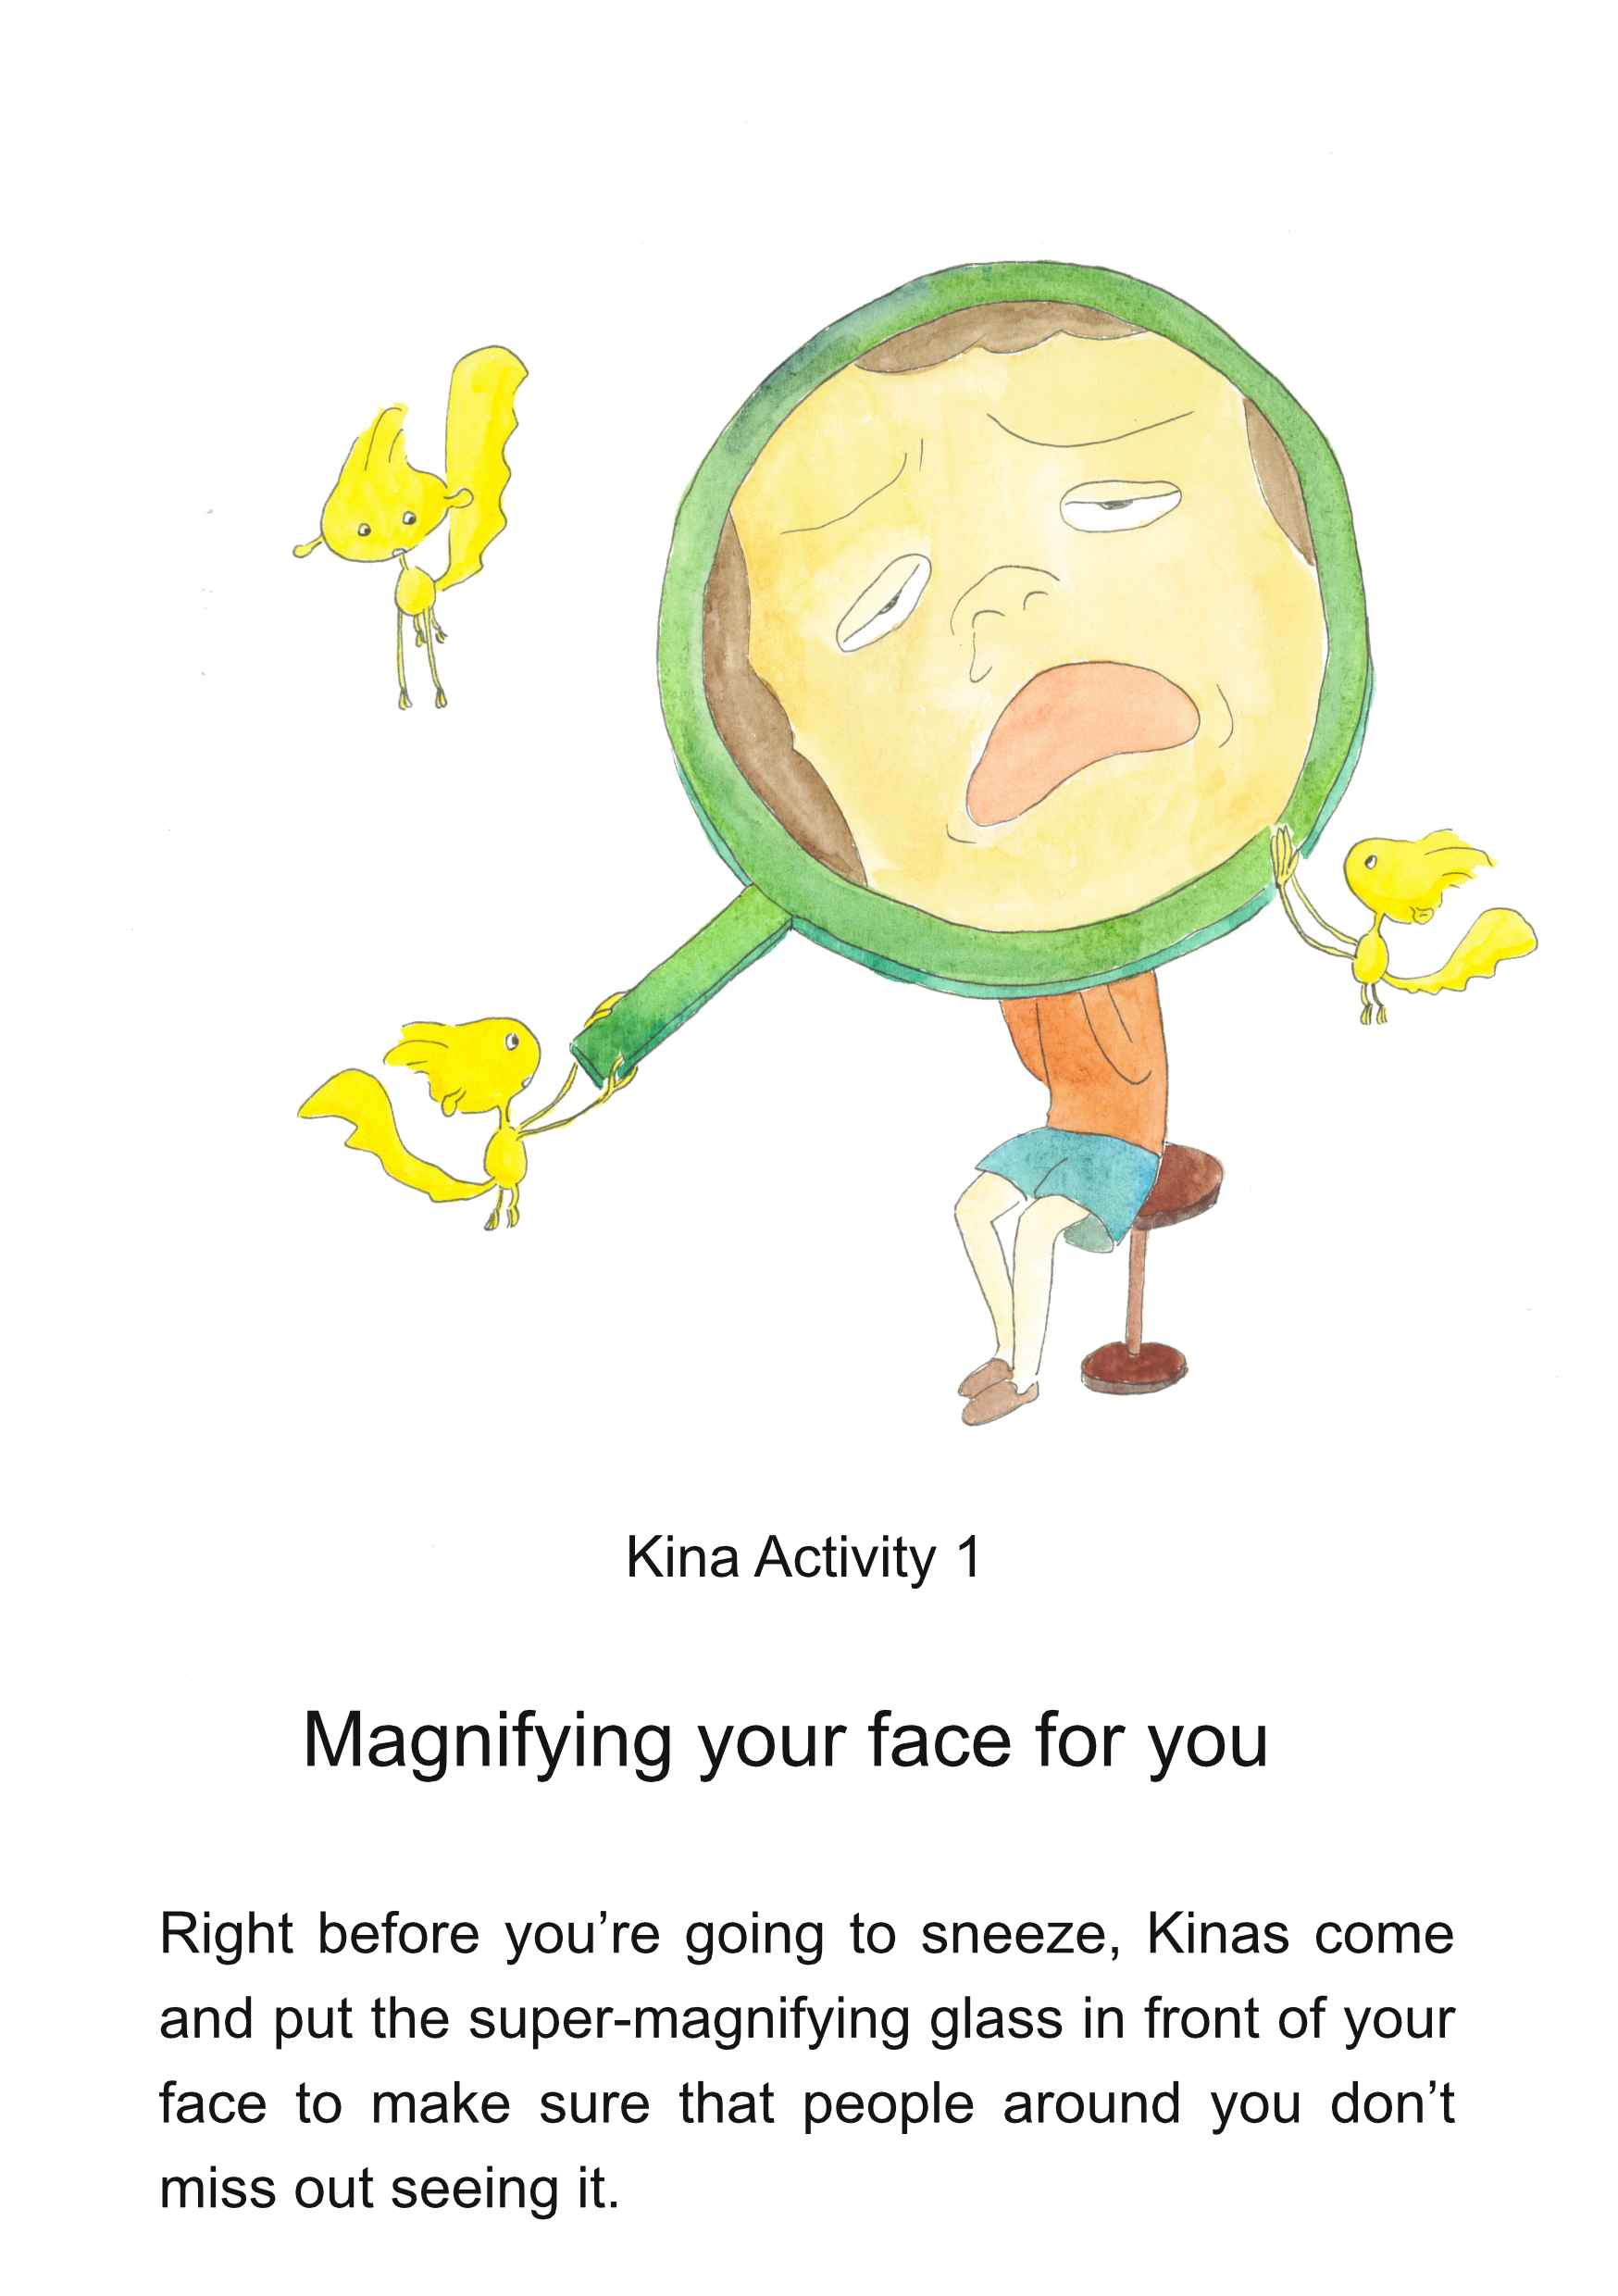 Kina Activity 1
Magnifying your face for you
Right before you’re going to sneeze, Kinas come
and put the super-magnifying glass in front of your
face to make sure that people around you don’t
miss out seeing it.